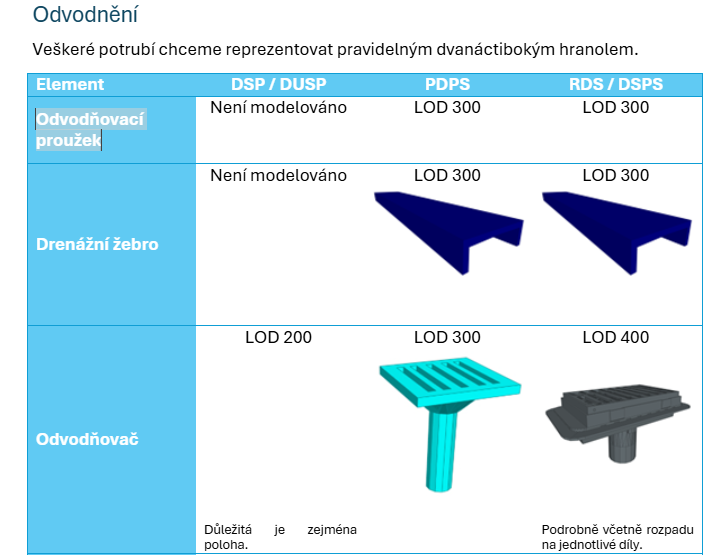 Odvodnění
Veškeré potrubí chceme reprezentovat pravidelným dvanáctibokým hranolem.
Element DSP / DUSP PDPS RDS / DSPS
Odvodňovací proužek Není modelováno LOD 300 LOD 300
Drenážní žebro Není modelováno LOD 300 LOD 300
Odvodňovač LOD 200 LOD 300 LOD 400
Důležitá je zejména poloha.
Podrobně včetně rozpadu na jednotlivé díly.